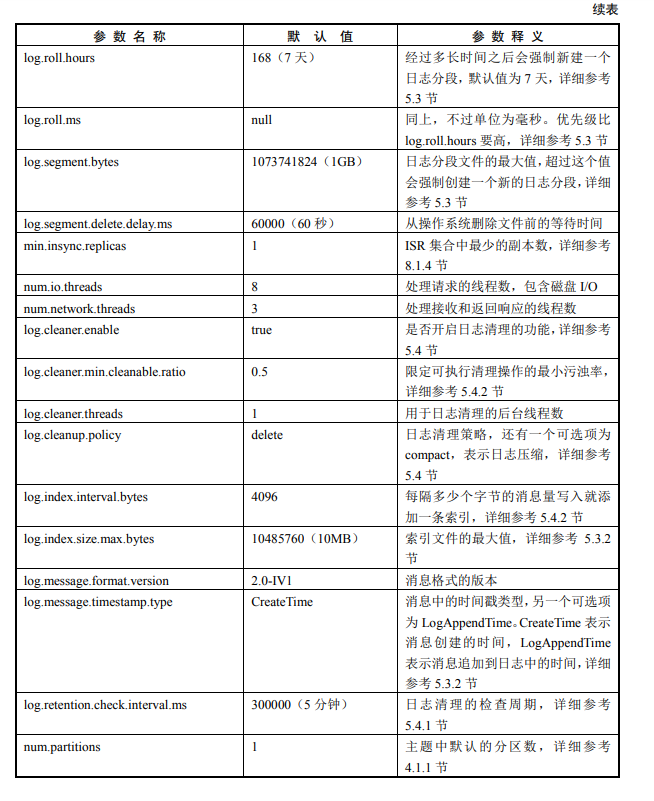 续表
参 数 名 称 默 认 值 参 数 释 义
log.roll.hours 168（7 天） 经过多长时间之后会强制新建一个
日志分段，默认值为 7 天，详细参考
5.3 节
log.roll.ms null 同上，不过单位为毫秒。优先级比
log.roll.hours 要高，详细参考 5.3 节
log.segment.bytes 1073741824（1GB） 日志分段文件的最大值，超过这个值
会强制创建一个新的日志分段，详细
参考 5.3 节
log.segment.delete.delay.ms 60000（60 秒） 从操作系统删除文件前的等待时间
min.insync.replicas 1 ISR 集合中最少的副本数，详细参考
8.1.4 节
num.io.threads 8 处理请求的线程数，包含磁盘 I/O
num.network.threads 3 处理接收和返回响应的线程数
log.cleaner.enable true 是否开启日志清理的功能，详细参考
5.4 节
log.cleaner.min.cleanable.ratio 0.5 限定可执行清理操作的最小污浊率，
详细参考 5.4.2 节
log.cleaner.threads 1 用于日志清理的后台线程数
log.cleanup.policy delete 日志清理策略，还有一个可选项为
compact，表示日志压缩，详细参考
5.4 节
log.index.interval.bytes 4096 每隔多少个字节的消息量写入就添
加一条索引，详细参考 5.4.2 节
log.index.size.max.bytes 10485760（10MB） 索引文件的最大值，详细参考 5.3.2
节
log.message.format.version 2.0-IV1 消息格式的版本
log.message.timestamp.type CreateTime 消息中的时间戳类型，另一个可选项
为 LogAppendTime。CreateTime 表示
消息创建的时间，LogAppendTime
表示消息追加到日志中的时间，详细
参考 5.3.2 节
log.retention.check.interval.ms 300000（5 分钟） 日志清理的检查周期，详细参考
5.4.1 节
num.partitions 1 主题中默认的分区数，详细参考
4.1.1 节